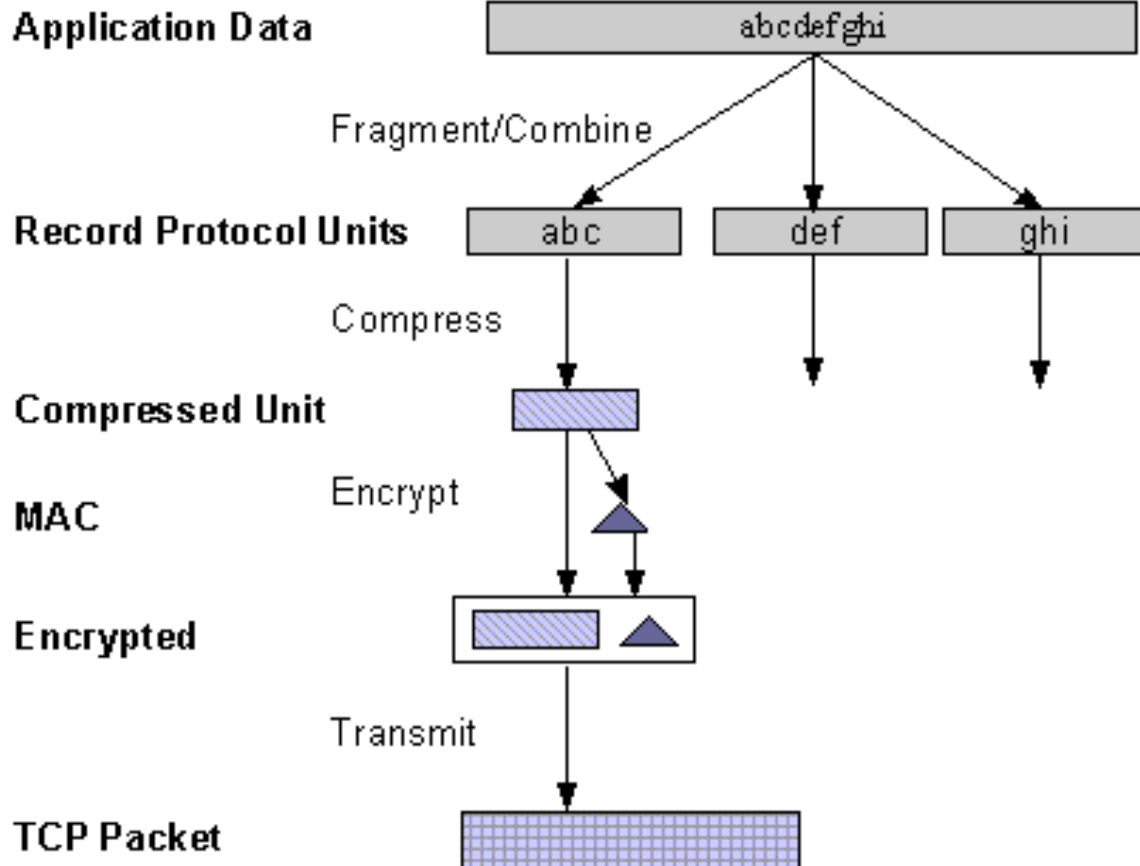 Application Data
abcdefghi
Fragment/Combine
Record Protocol Units
abc
def
ghi
Compress
Compressed Unit
Encrypt
MAC
Encrypted
Transmit
TCP Packet